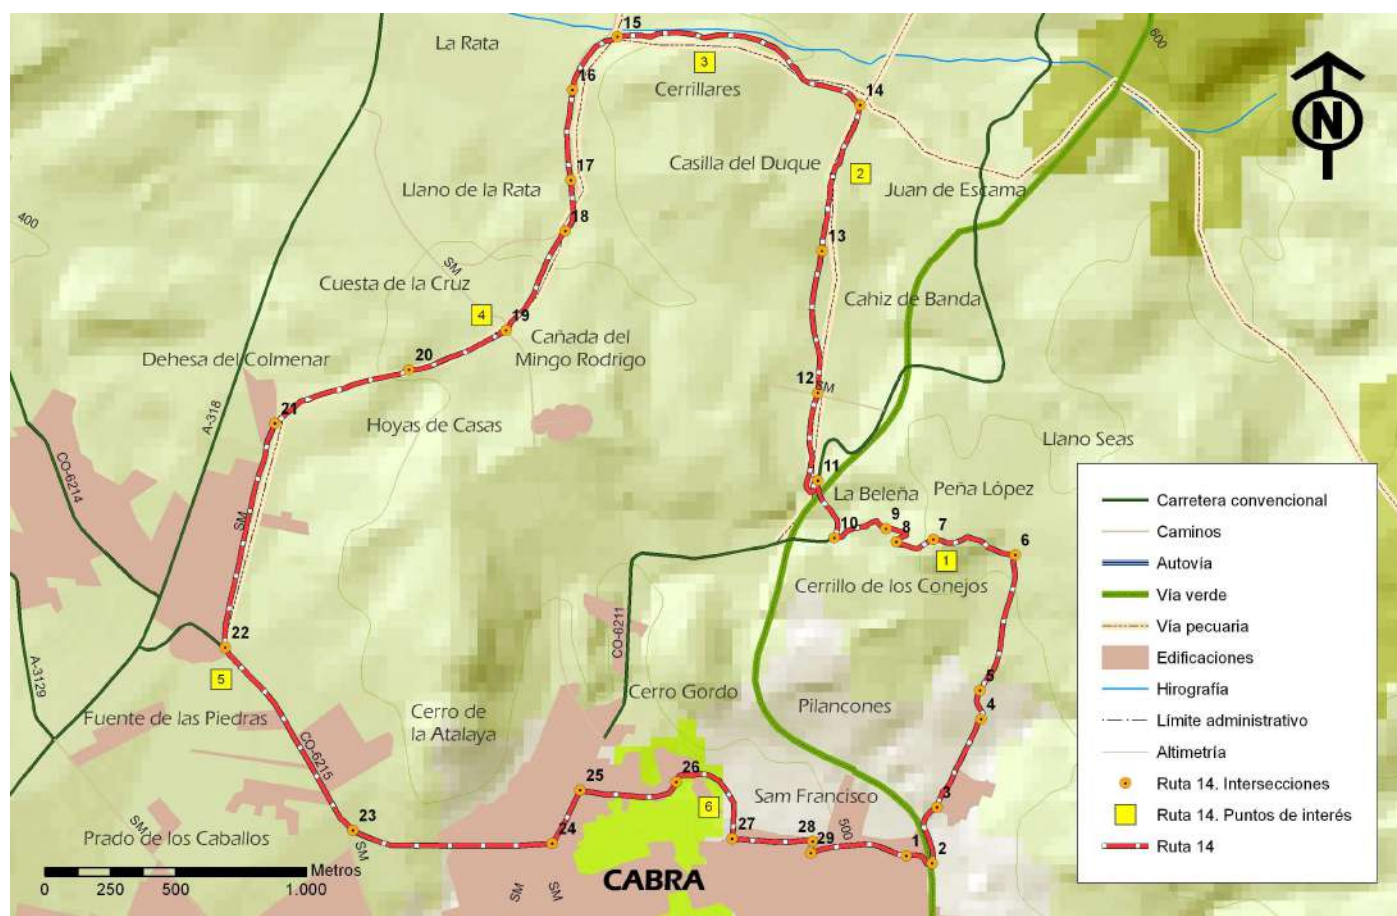 15
600
La Rata
3
16
Cerrillares
14
N
Casilla del Duque
2
17
Llano de la Rata
Juan de Escama
400
18
13
SM
Cuesta de la Cruz
Cahiz de Banda
4
19
Cañada del
Mingo Rodrigo
Dehesa del Colmenar
20
12
SM
A-318
21
Hoyas de Casas
Llano Seas
CO-6214
11
La Beleña
Peña López
SM
10
9
8
7
6
1
Cerrillo de los Conejos
22
CO-6211
A-3129
5
5
Cerro Gordo
Pilancones
4
Fuente de las Piedras
Cerro de
la Atalaya
CO-6215
25
26
Sam Francisco
6
3
23
SM
Prado de los Caballos
SM
24
27
28
29
500
1
2
0
250
500
1.000
Metros
CABRA
SM
SM
Carretera convencional
Caminos
Autovía
Vía verde
Vía pecuaria
Edificaciones
Hirografía
Límite administrativo
Altimetría
Ruta 14. Intersecciones
Ruta 14. Puntos de interés
Ruta 14